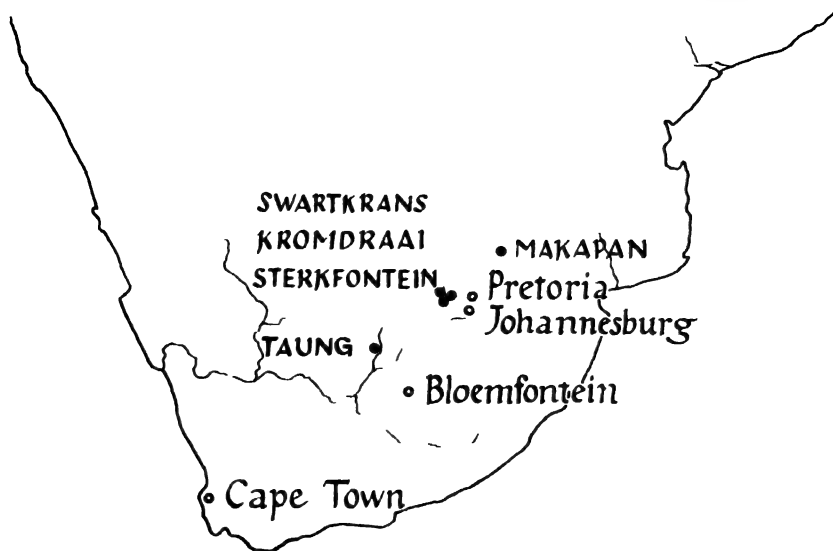 SWARTKRANS
KROMDRAAI
MAKAPAN
STERKFONTEIN
Pretoria
Johannesburg
TAUNG
Bloemfontein
Cape Town